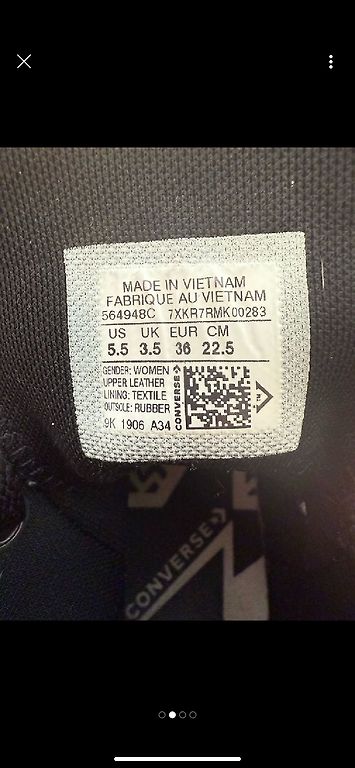 MADE IN VIETNAM
FABRIQUE AU VIETNAM
564948C 7XKR7RMK00283
US UK EUR CM
5.5 3.5 36 22.5
GENDER: WOMEN
UPPER LEATHER
LINING: TEXTILE
OUTSOLE: RUBBER
9K 1906 A34
CONVERSE
TM
CONVERSE